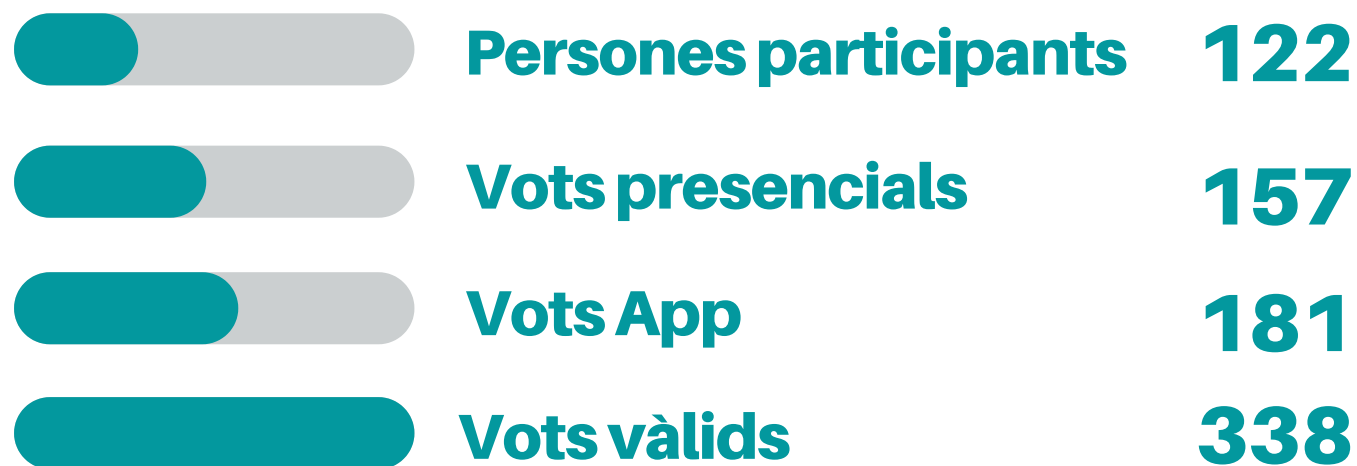 Persones participants 122
Vots presencials 157
Vots App 181
Vots vàlids 338